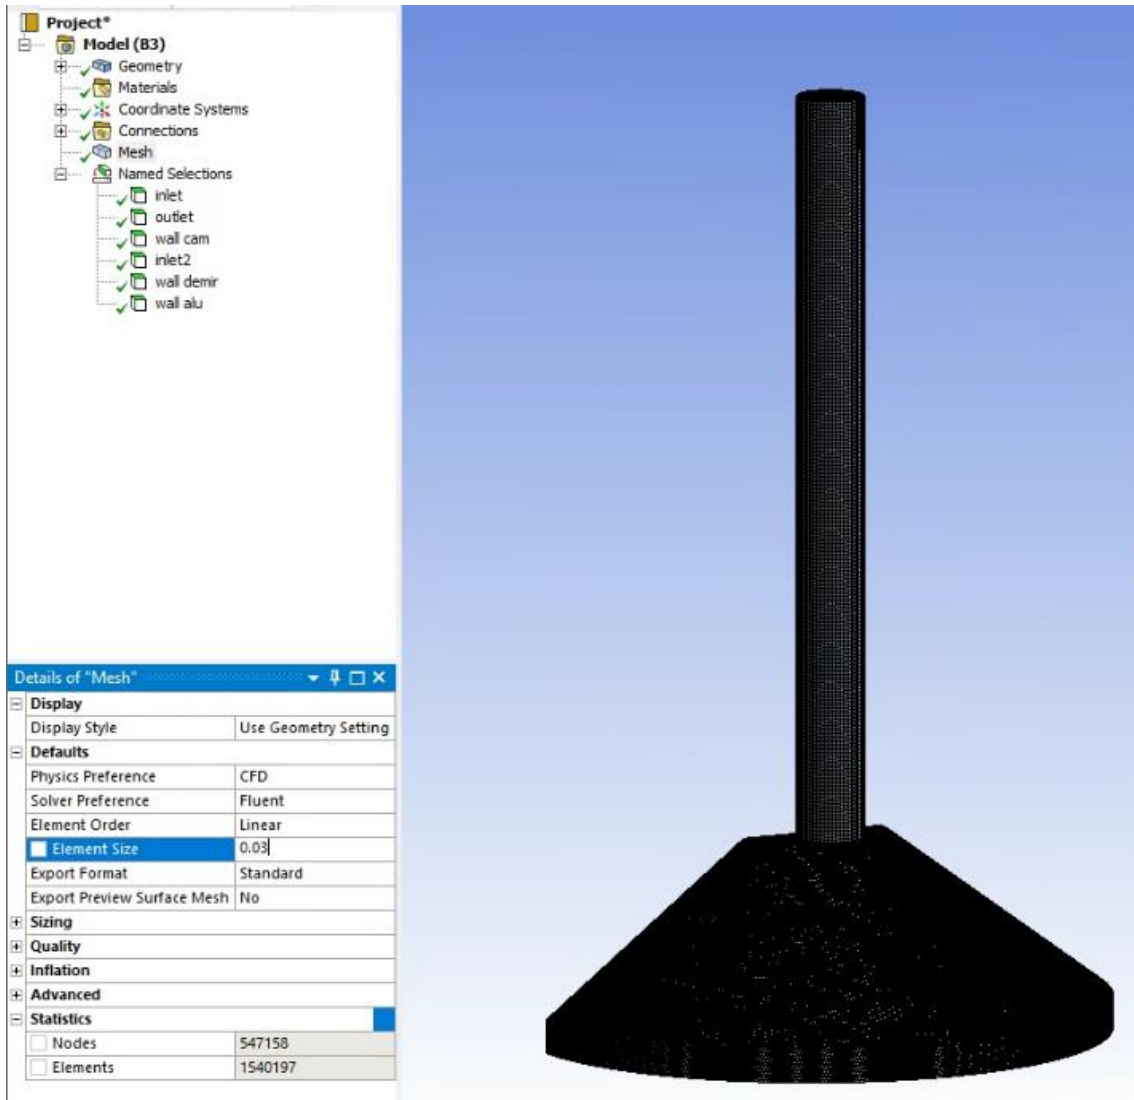 Project*
Model (B3)
Geometry
Materials
Coordinate Systems
Connections
Mesh
Named Selections
inlet
outlet
wall cam
inlet2
wall demir
wall alu
Details of "Mesh"
Display
Display Style Use Geometry Setting
Defaults
Physics Preference CFD
Solver Preference Fluent
Element Order Linear
Element Size 0.03
Export Format Standard
Export Preview Surface Mesh No
Sizing
Quality
Inflation
Advanced
Statistics
Nodes 547158
Elements 1540197